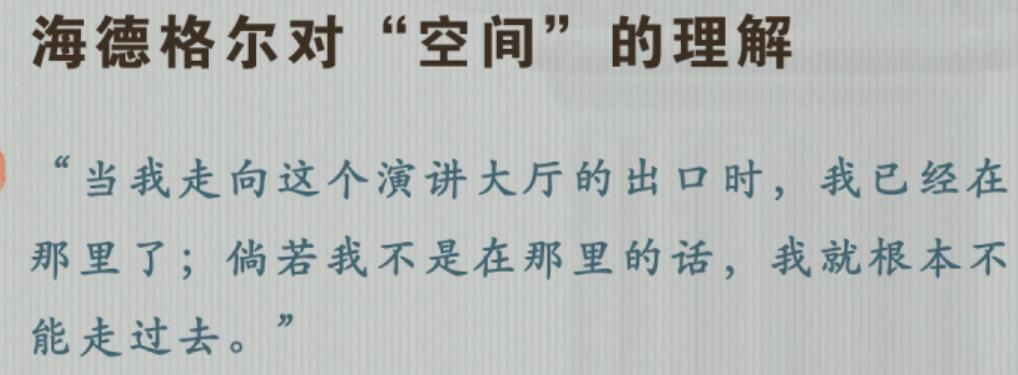 海德格尔对“空间”的理解
“当我走向这个演讲大厅的出口时，我已经在
那里了；倘若我不是在那里的话，我就根本不
能走过去。”